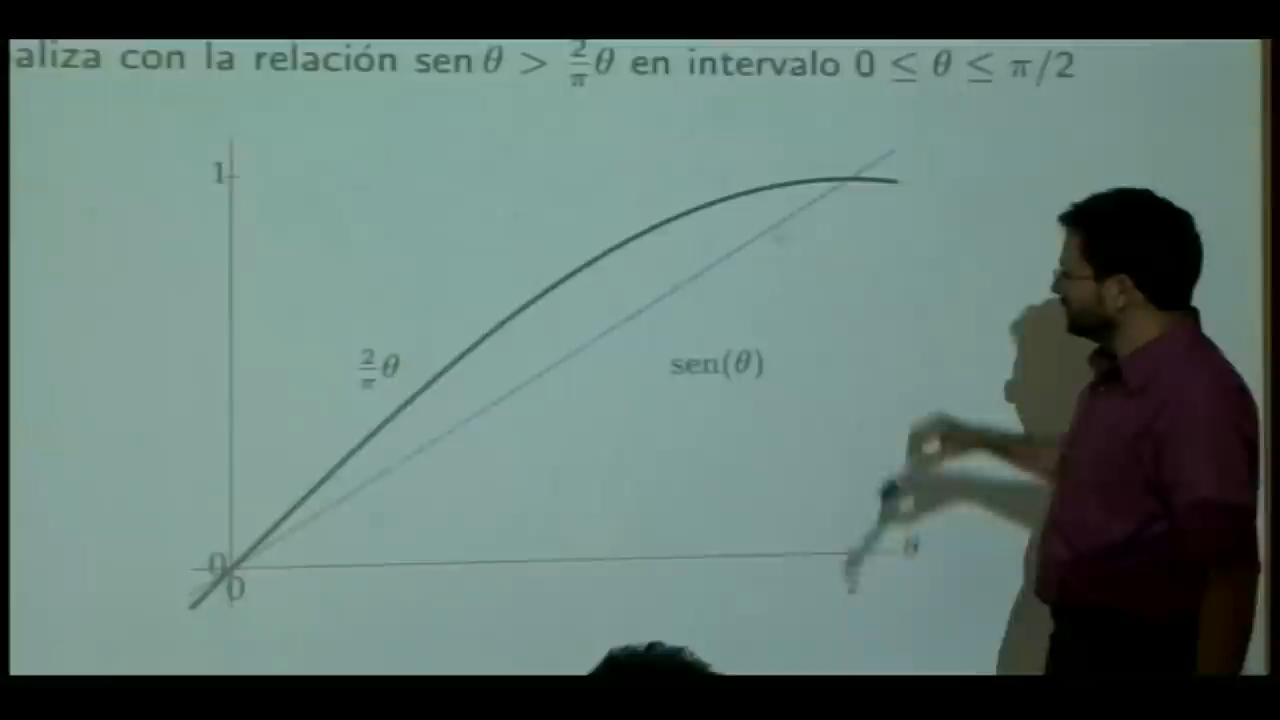 aliza con la relación sen θ > 2/π θ en intervalo 0 ≤ θ ≤ π/2
1
2/π θ
sen(θ)
0
θ
0